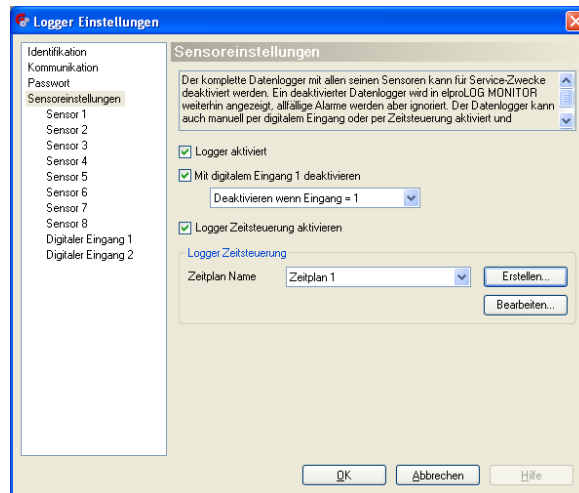 Logger Einstellungen
Identifikation
Kommunikation
Passwort
Sensoreinstellungen
Sensor 1
Sensor 2
Sensor 3
Sensor 4
Sensor 5
Sensor 6
Sensor 7
Sensor 8
Digitaler Eingang 1
Digitaler Eingang 2
Sensoreinstellungen
Der komplette Datenlogger mit allen seinen Sensoren kann für Service-Zwecke
deaktiviert werden. Ein deaktivierter Datenlogger wird in elproLOG MONITOR
weiterhin angezeigt, allfällige Alarme werden aber ignoriert. Der Datenlogger kann
auch manuell per digitalem Eingang oder per Zeitsteuerung aktiviert und
Logger aktiviert
Mit digitalem Eingang 1 deaktivieren
Deaktivieren wenn Eingang = 1
Logger Zeitsteuerung aktivieren
Logger Zeitsteuerung
Zeitplan Name
Zeitplan 1
Erstellen...
Bearbeiten...
OK
Abbrechen
Hilfe